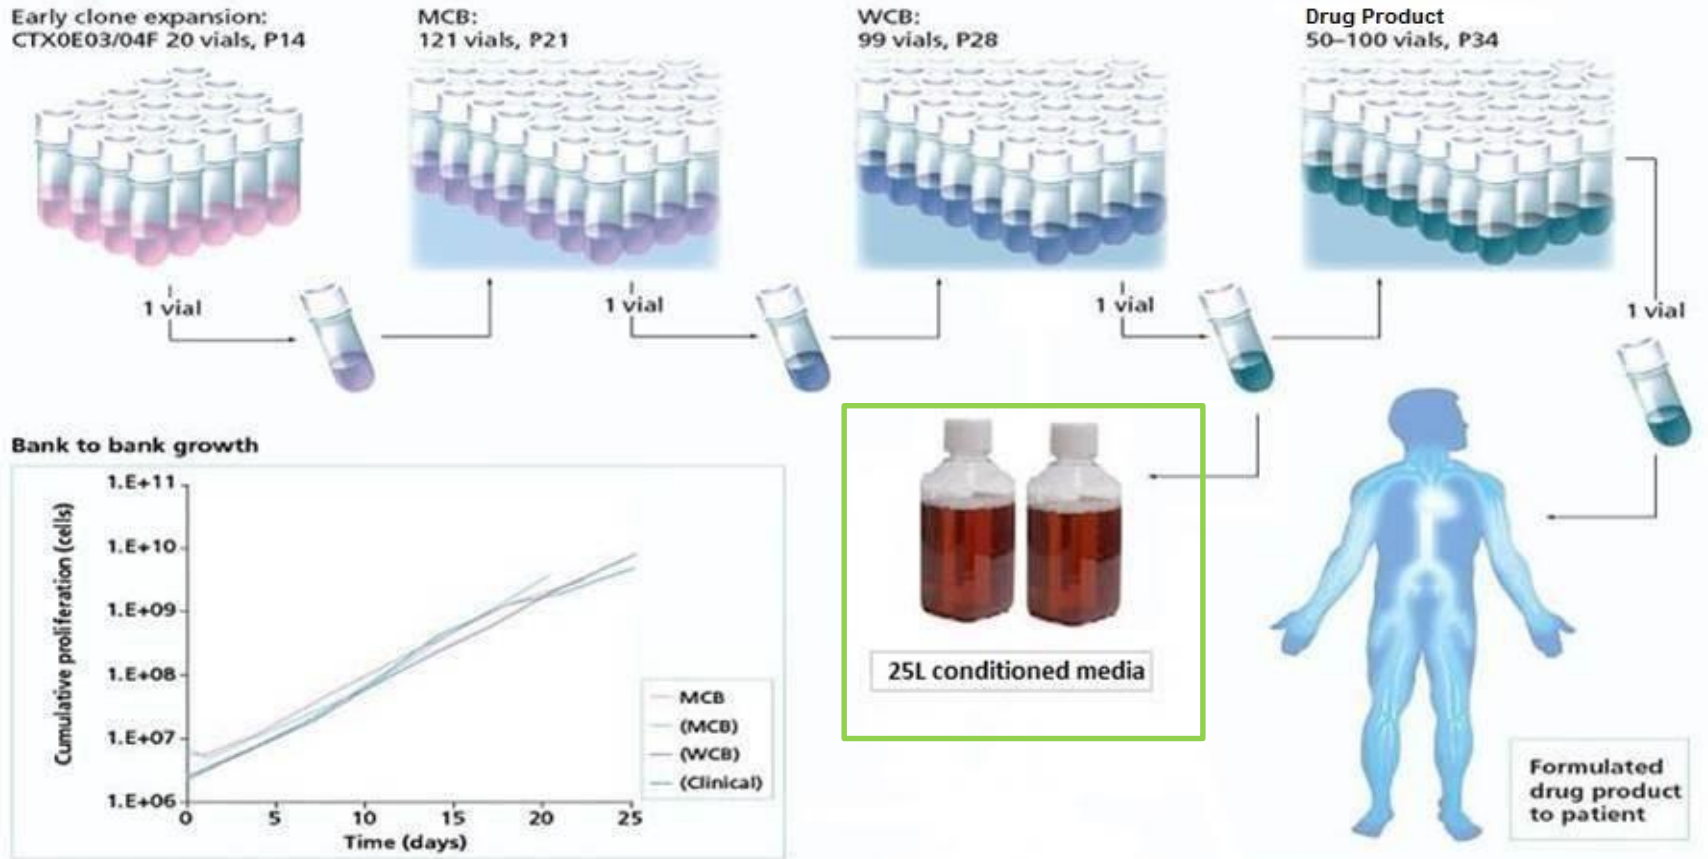 Early clone expansion:
CTX0E03/04F 20 vials, P14
MCB:
121 vials, P21
WCB:
99 vials, P28
Drug Product
50–100 vials, P34
1 vial
1 vial
1 vial
1 vial
Bank to bank growth
Cumulative proliferation (cells)
1.E+11
1.E+10
1.E+09
1.E+08
1.E+07
1.E+06
0
5
10
15
20
25
Time (days)
MCB
(MCB)
(WCB)
(Clinical)
25L conditioned media
Formulated
drug product
to patient